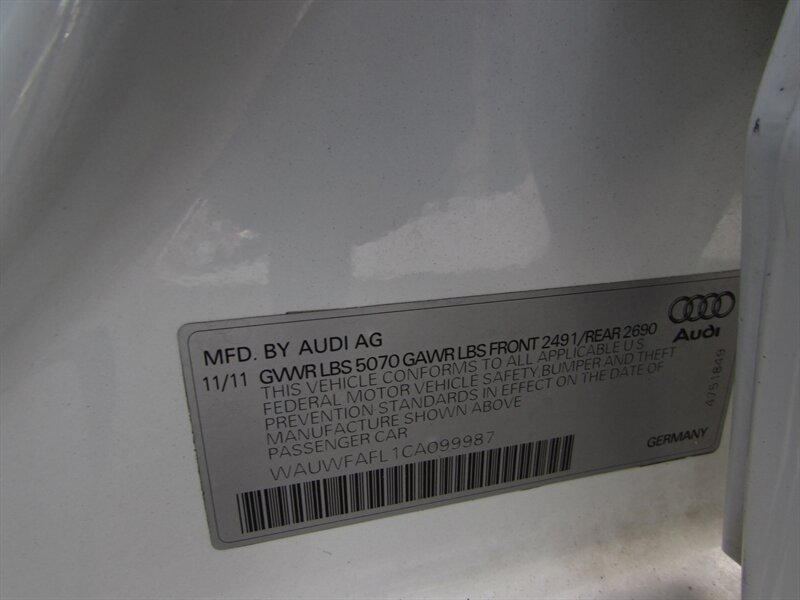 MFD. BY AUDI AG
11/11 GVWR LBS 5070 GAWR LBS FRONT 2491/REAR 2690
THIS VEHICLE CONFORMS TO ALL APPLICABLE U.S.
FEDERAL MOTOR VEHICLE SAFETY,BUMPER AND THEFT
PREVENTION STANDARDS IN EFFECT ON THE DATE OF
MANUFACTURE SHOWN ABOVE
PASSENGER CAR
WAUWFAFL1CA099987
Audi
4751849
GERMANY